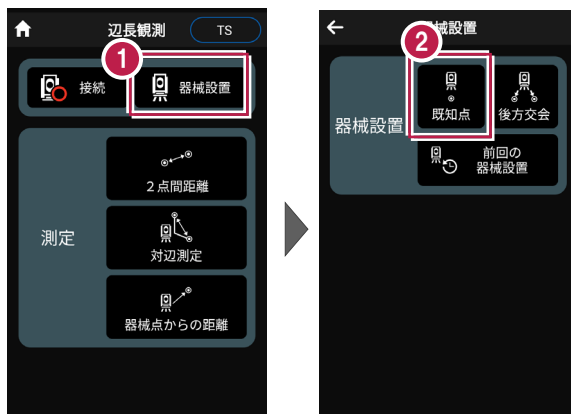 辺長観測
TS
1
接続
器械設置
測定
2点間距離
対辺測定
器械点からの距離
2
械設置
器械設置
既知点
後方交会
前回の
器械設置